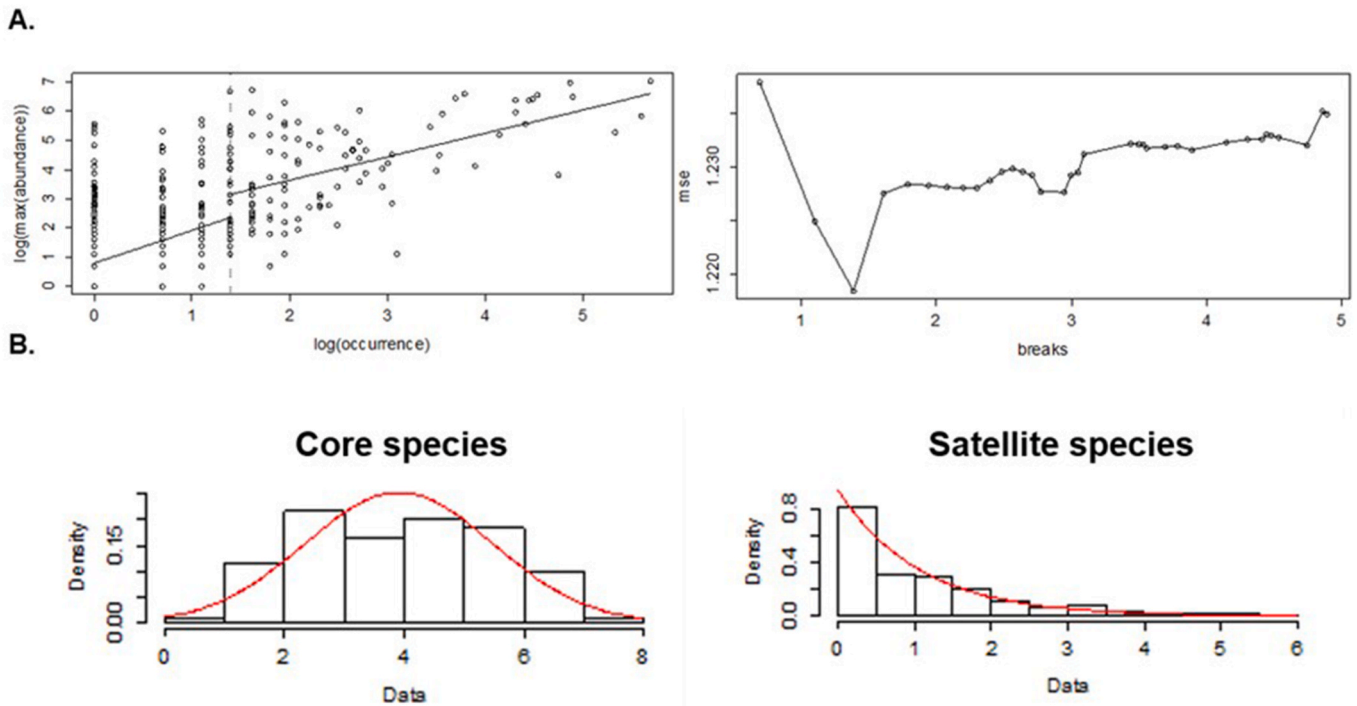 A.
log(max(abundance))
7
6
5
4
3
2
1
0
0 1 2 3 4 5
log(occurrence)
mse
1.230
1.220
1 2 3 4 5
breaks
B.
Core species
Density
0.15
0.00
0 2 4 6 8
Data
Satellite species
Density
0.8
0.4
0.0
0 1 2 3 4 5 6
Data